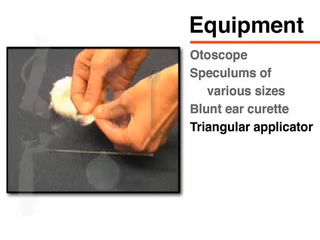 Equipment
Otoscope
Speculums of
various sizes
Blunt ear curette
Triangular applicator